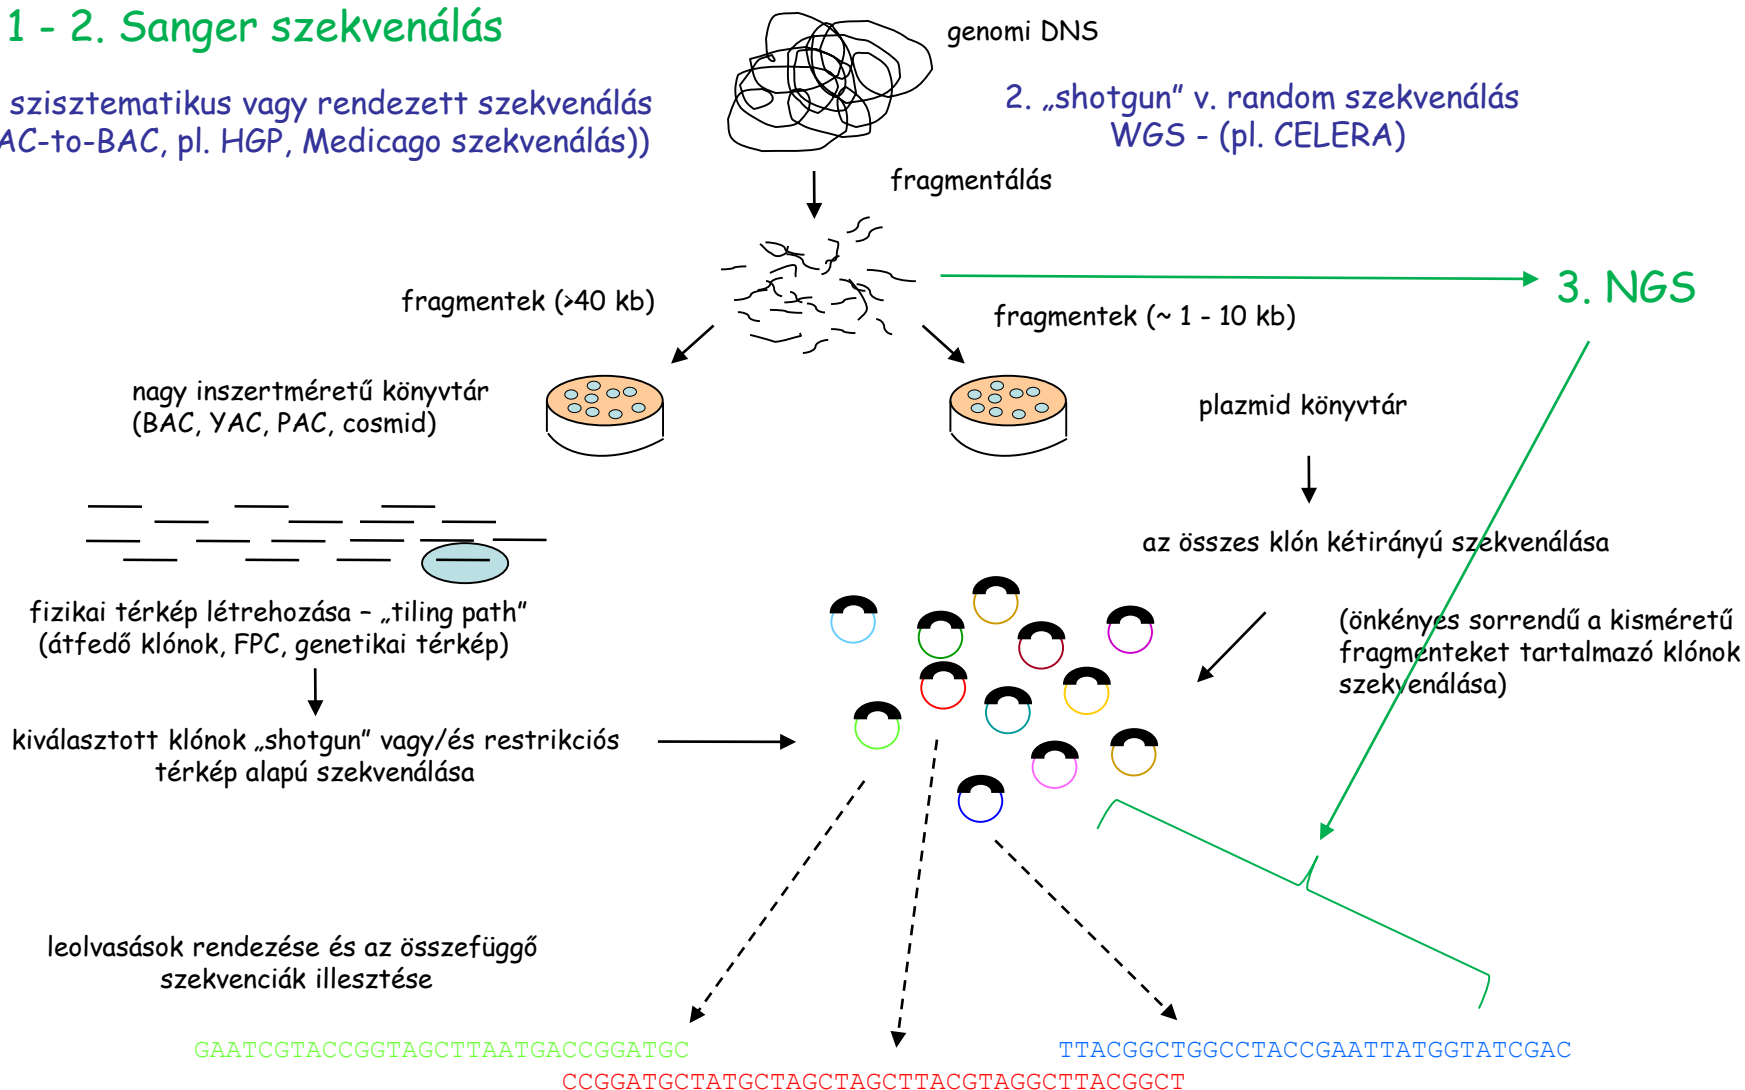 1 - 2. Sanger szekvenálás
genomi DNS
szisztematikus vagy rendezett szekvenálás
AC-to-BAC, pl. HGP, Medicago szekvenálás))
2. „shotgun” v. random szekvenálás
WGS - (pl. CELERA)
fragmentálás
fragmentek (>40 kb)
fragmentek (~ 1 - 10 kb)
3. NGS
nagy inszertméretű könyvtár
(BAC, YAC, PAC, cosmid)
plazmid könyvtár
az összes klón kétirányú szekvenálása
fizikai térkép létrehozása – „tiling path”
(átfedő klónok, FPC, genetikai térkép)
(önkényes sorrendű a kisméretű
fragmenteket tartalmazó klónok
szekvenálása)
kiválasztott klónok „shotgun” vagy/és restrikciós
térkép alapú szekvenálása
leolvasások rendezése és az összefüggő
szekvenciák illesztése
GAATCGTACCGGTAGCTTAATGACCGGATGC
TTACGGCTGGCCTACCGAATTATGGTATCGAC
CCGGATGCTATGCTAGCTAGCTTACGTAGGCTTACGGCT